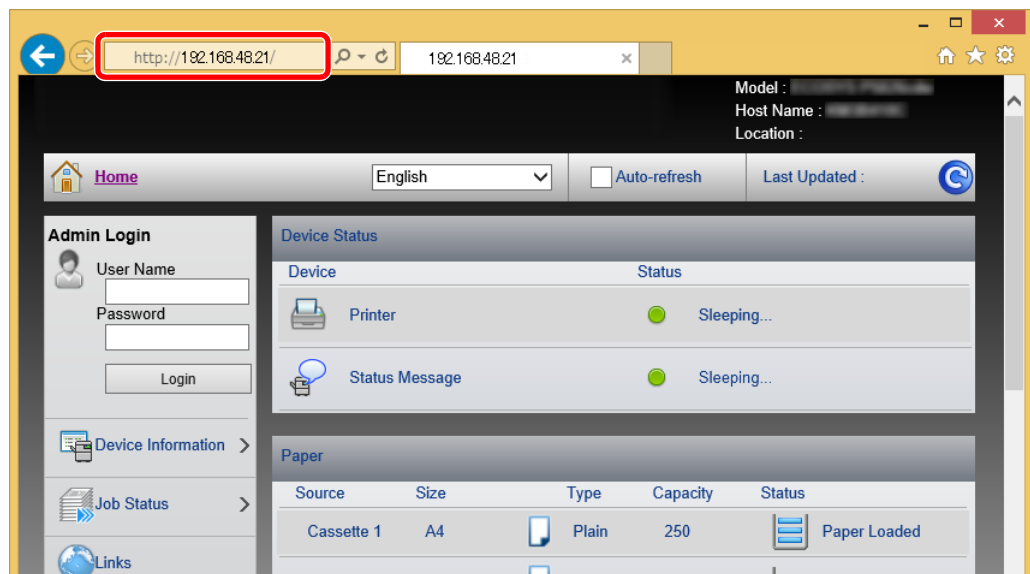 http://192.168.48.21/
192.168.48.21
Model :
Host Name :
Location :
Home
English
Auto-refresh
Last Updated :
Admin Login
User Name
Password
Login
Device Information
Job Status
Links
Device Status
Device Status
Printer Sleeping...
Status Message Sleeping...
Paper
Source Size Type Capacity Status
Cassette 1 A4 Plain 250 Paper Loaded